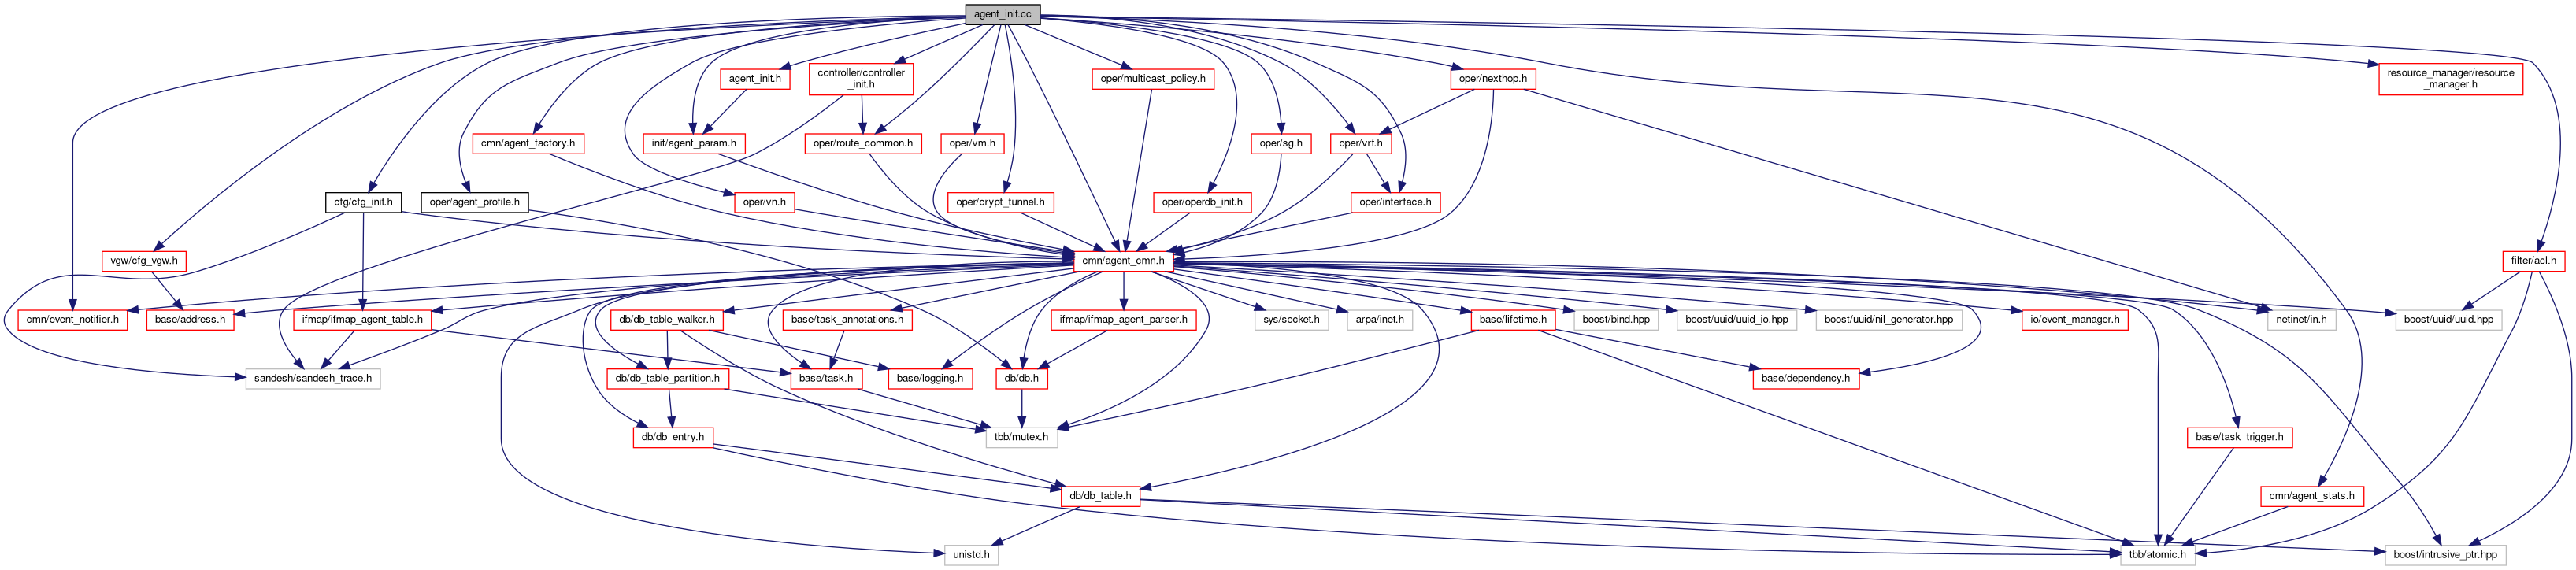 agent_init.cc
agent_init.h
controller/controller
_init.h
oper/multicast_policy.h
oper/nexthop.h
resource_manager/resource
_manager.h
cmn/agent_factory.h
init/agent_param.h
oper/route_common.h
oper/vm.h
oper/sg.h
oper/vrf.h
cfg/cfg_init.h
oper/agent_profile.h
oper/vn.h
oper/crypt_tunnel.h
oper/operdb_init.h
oper/interface.h
vgw/cfg_vgw.h
cmn/agent_cmn.h
filter/acl.h
cmn/event_notifier.h
base/address.h
ifmap/ifmap_agent_table.h
db/db_table_walker.h
base/task_annotations.h
ifmap/ifmap_agent_parser.h
sys/socket.h
arpa/inet.h
base/lifetime.h
boost/bind.hpp
boost/uuid/uuid_io.hpp
boost/uuid/nil_generator.hpp
io/event_manager.h
netinet/in.h
boost/uuid/uuid.hpp
sandesh/sandesh_trace.h
db/db_table_partition.h
base/task.h
base/logging.h
db/db.h
base/dependency.h
db/db_entry.h
tbb/mutex.h
base/task_trigger.h
db/db_table.h
cmn/agent_stats.h
unistd.h
tbb/atomic.h
boost/intrusive_ptr.hpp